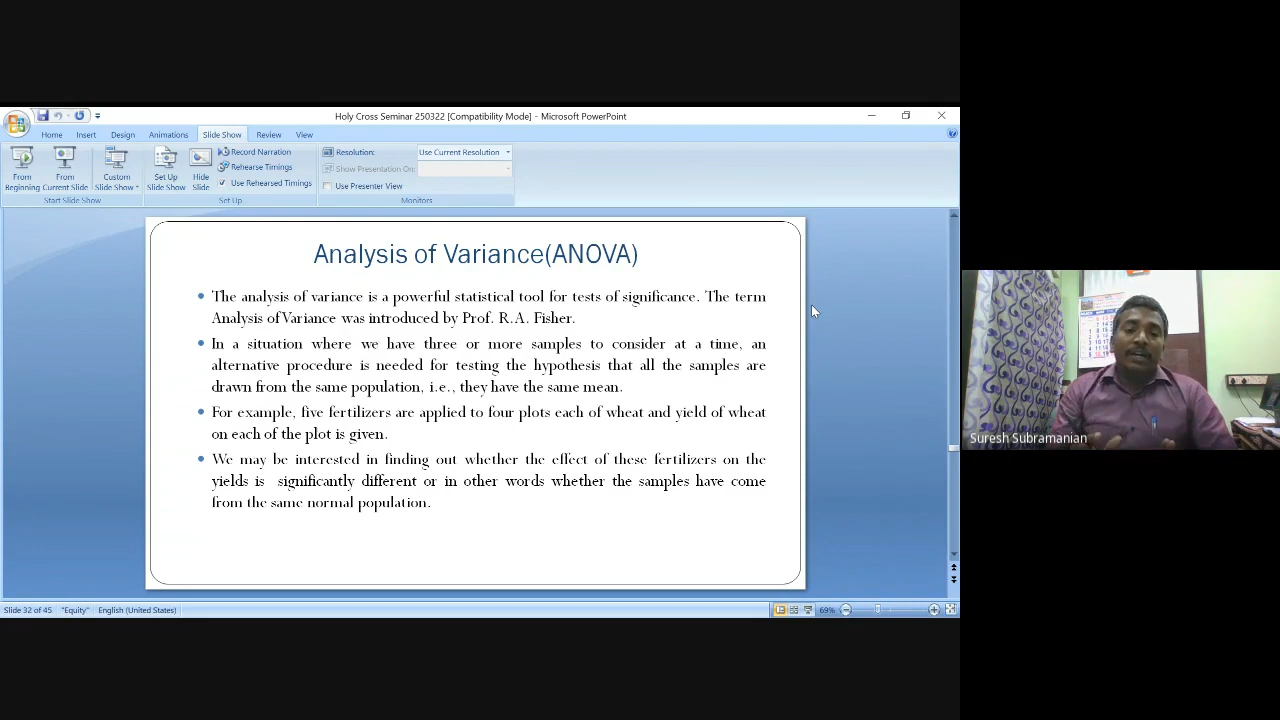 Holy Cross Seminar 250322 [Compatibility Mode] - Microsoft PowerPoint
Home Insert Design Animations Slide Show Review View
From Beginning
From Current Slide
Custom Slide Show
Start Slide Show
Set Up Slide Show
Hide Slide
Record Narration
Rehearse Timings
Use Rehearsed Timings
Set Up
Resolution: Use Current Resolution
Show Presentation On:
Use Presenter View
Monitors
Analysis of Variance(ANOVA)
• The analysis of variance is a powerful statistical tool for tests of significance. The term
Analysis of Variance was introduced by Prof. R.A. Fisher.
• In a situation where we have three or more samples to consider at a time, an
alternative procedure is needed for testing the hypothesis that all the samples are
drawn from the same population, i.e., they have the same mean.
• For example, five fertilizers are applied to four plots each of wheat and yield of wheat
on each of the plot is given.
• We may be interested in finding out whether the effect of these fertilizers on the
yields is significantly different or in other words whether the samples have come
from the same normal population.
Suresh Subramanian
Slide 32 of 45 "Equity" English (United States) 69%